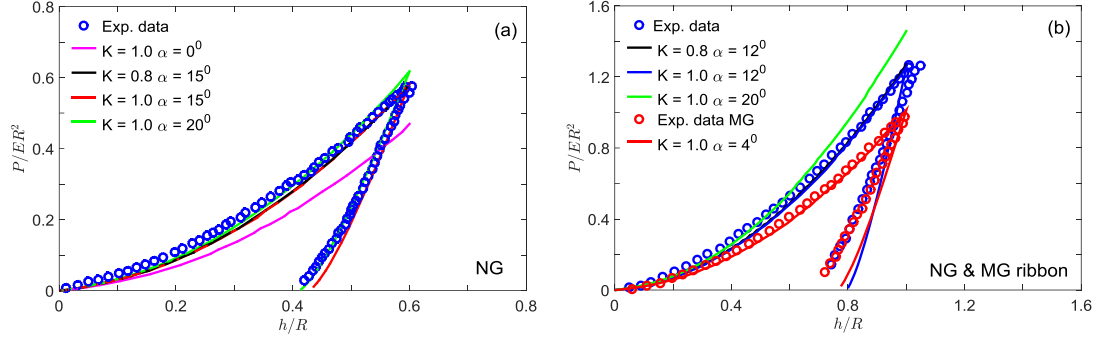 0.8
0.6
0.4
0.2
0
P/ER²
0
0.2
0.4
0.6
0.8
h/R
Exp. data
K = 1.0 α = 0⁰
K = 0.8 α = 15⁰
K = 1.0 α = 15⁰
K = 1.0 α = 20⁰
(a)
NG
1.6
1.2
0.8
0.4
0
P/ER²
0
0.4
0.8
1.2
1.6
h/R
Exp. data
K = 0.8 α = 12⁰
K = 1.0 α = 12⁰
K = 1.0 α = 20⁰
Exp. data MG
K = 1.0 α = 4⁰
(b)
NG & MG ribbon